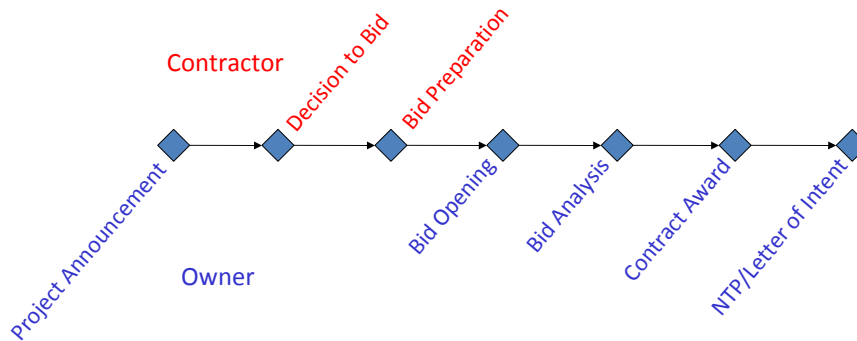 Contractor
Decision to Bid
Bid Preparation
Project Announcement
Owner
Bid Opening
Bid Analysis
Contract Award
NTP/Letter of Intent